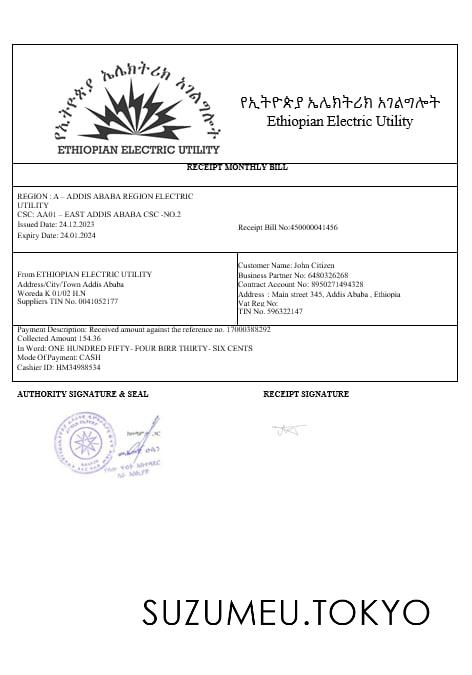 የኢትዮጵያ ኤሌክትሪክ አገልግሎት
ETHIOPIAN ELECTRIC UTILITY
የኢትዮጵያ ኤሌክትሪክ አገልግሎት
Ethiopian Electric Utility
RECEIPT MONTHLY BILL
REGION : A – ADDIS ABABA REGION ELECTRIC
UTILITY
CSC: AA01 – EAST ADDIS ABABA CSC -NO.2
Issued Date: 24.12.2023
Expiry Date: 24.01.2024
Receipt Bill No:450000041456
From ETHIOPIAN ELECTRIC UTILITY
Address/City/Town Addis Ababa
Woreda K 01/02 H.N
Suppliers TIN No. 0041052177
Customer Name: John Citizen
Business Partner No: 6480326268
Contract Account No: 8950271494328
Address : Main street 345, Addis Ababa , Ethiopia
Vat Reg No:
TIN No. 596322147
Payment Description: Received amount against the reference no. 17000388292
Collected Amount 154.36
In Word: ONE HUNDRED FIFTY- FOUR BIRR THIRTY- SIX CENTS
Mode Of Payment: CASH
Cashier ID: HM34988534
AUTHORITY SIGNATURE & SEAL
RECEIPT SIGNATURE
SUZUMEU.TOKYO